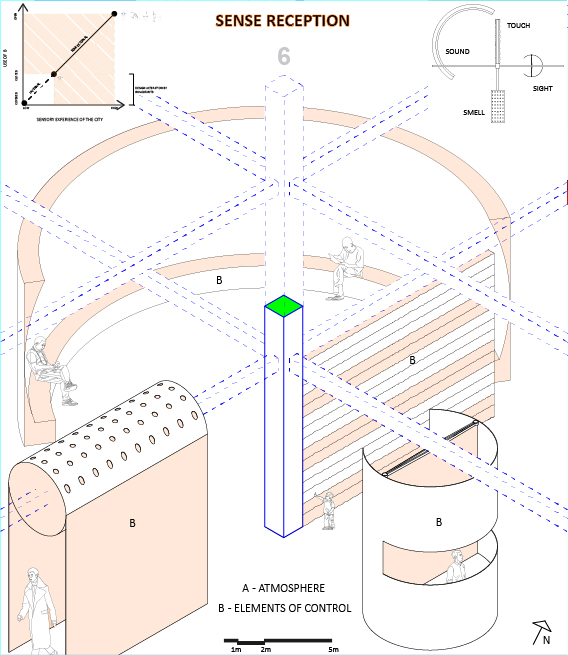 SENSE RECEPTION
6
TOUCH
SOUND
SIGHT
SMELL
USE OF B
SENSORY EXPERIENCE OF THE CITY
B
B
B
B
A - ATMOSPHERE
B - ELEMENTS OF CONTROL
1m 2m 5m
N